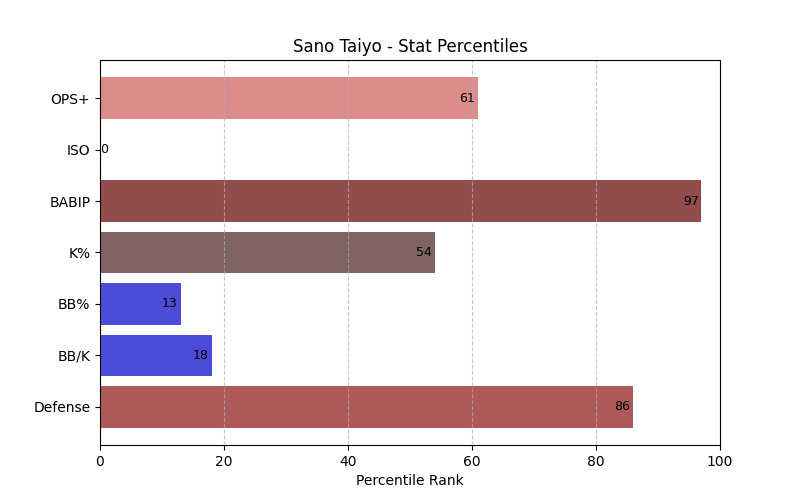 Sano Taiyo - Stat Percentiles
OPS+ 61
ISO 0
BABIP 97
K% 54
BB% 13
BB/K 18
Defense 86
0 20 40 60 80 100
Percentile Rank